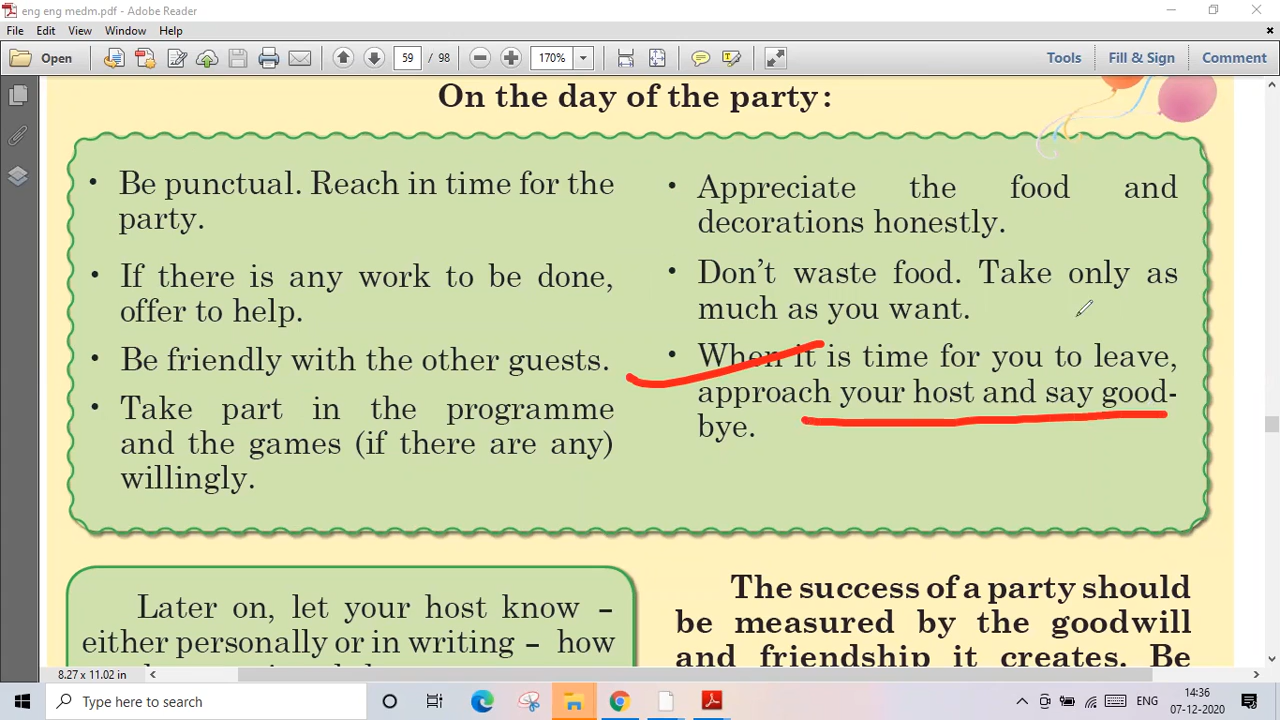 eng eng medm.pdf - Adobe Reader
File Edit View Window Help
Open 59 / 98 170% Tools Fill & Sign Comment
On the day of the party:
• Be punctual. Reach in time for the
party.
• If there is any work to be done,
offer to help.
• Be friendly with the other guests.
• Take part in the programme
and the games (if there are any)
willingly.
• Appreciate the food and
decorations honestly.
• Don't waste food. Take only as
much as you want.
• When it is time for you to leave,
approach your host and say good-
bye.
Later on, let your host know –
either personally or in writing – how
The success of a party should
be measured by the goodwill
and friendship it creates. Be
8.27 x 11.02 in
Type here to search
ENG
14:36
07-12-2020